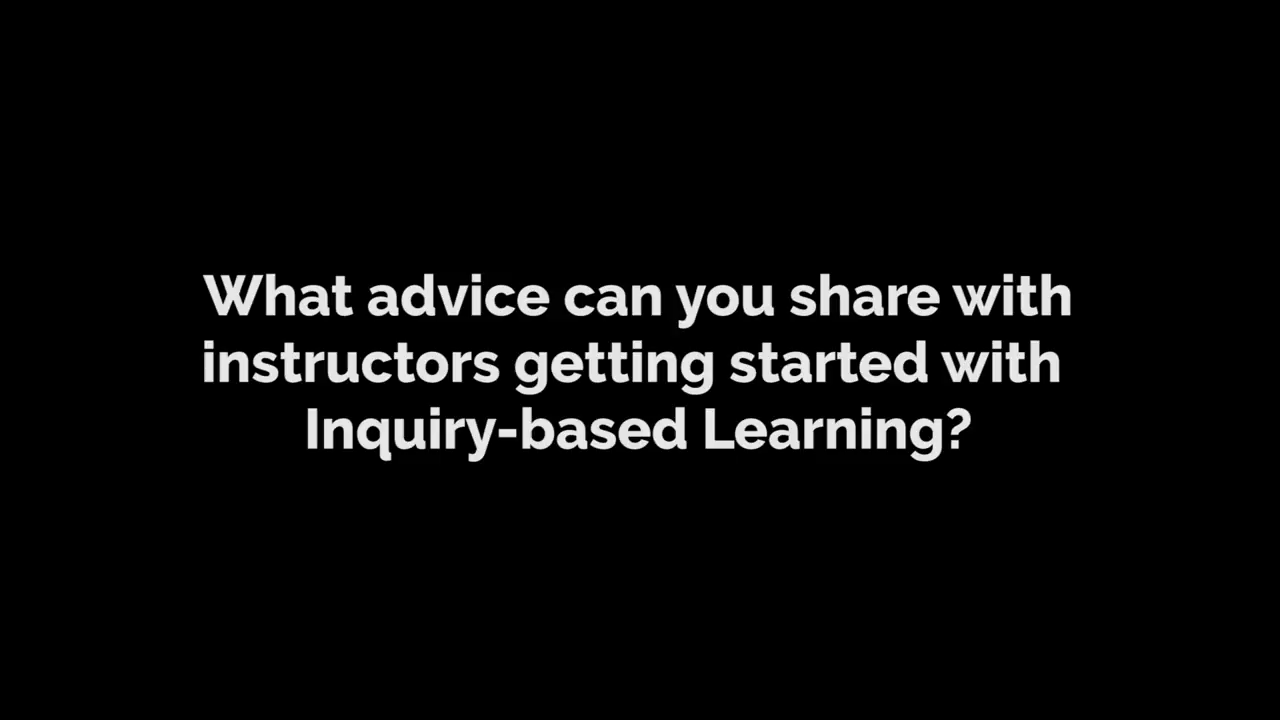 What advice can you share with
instructors getting started with
Inquiry-based Learning?